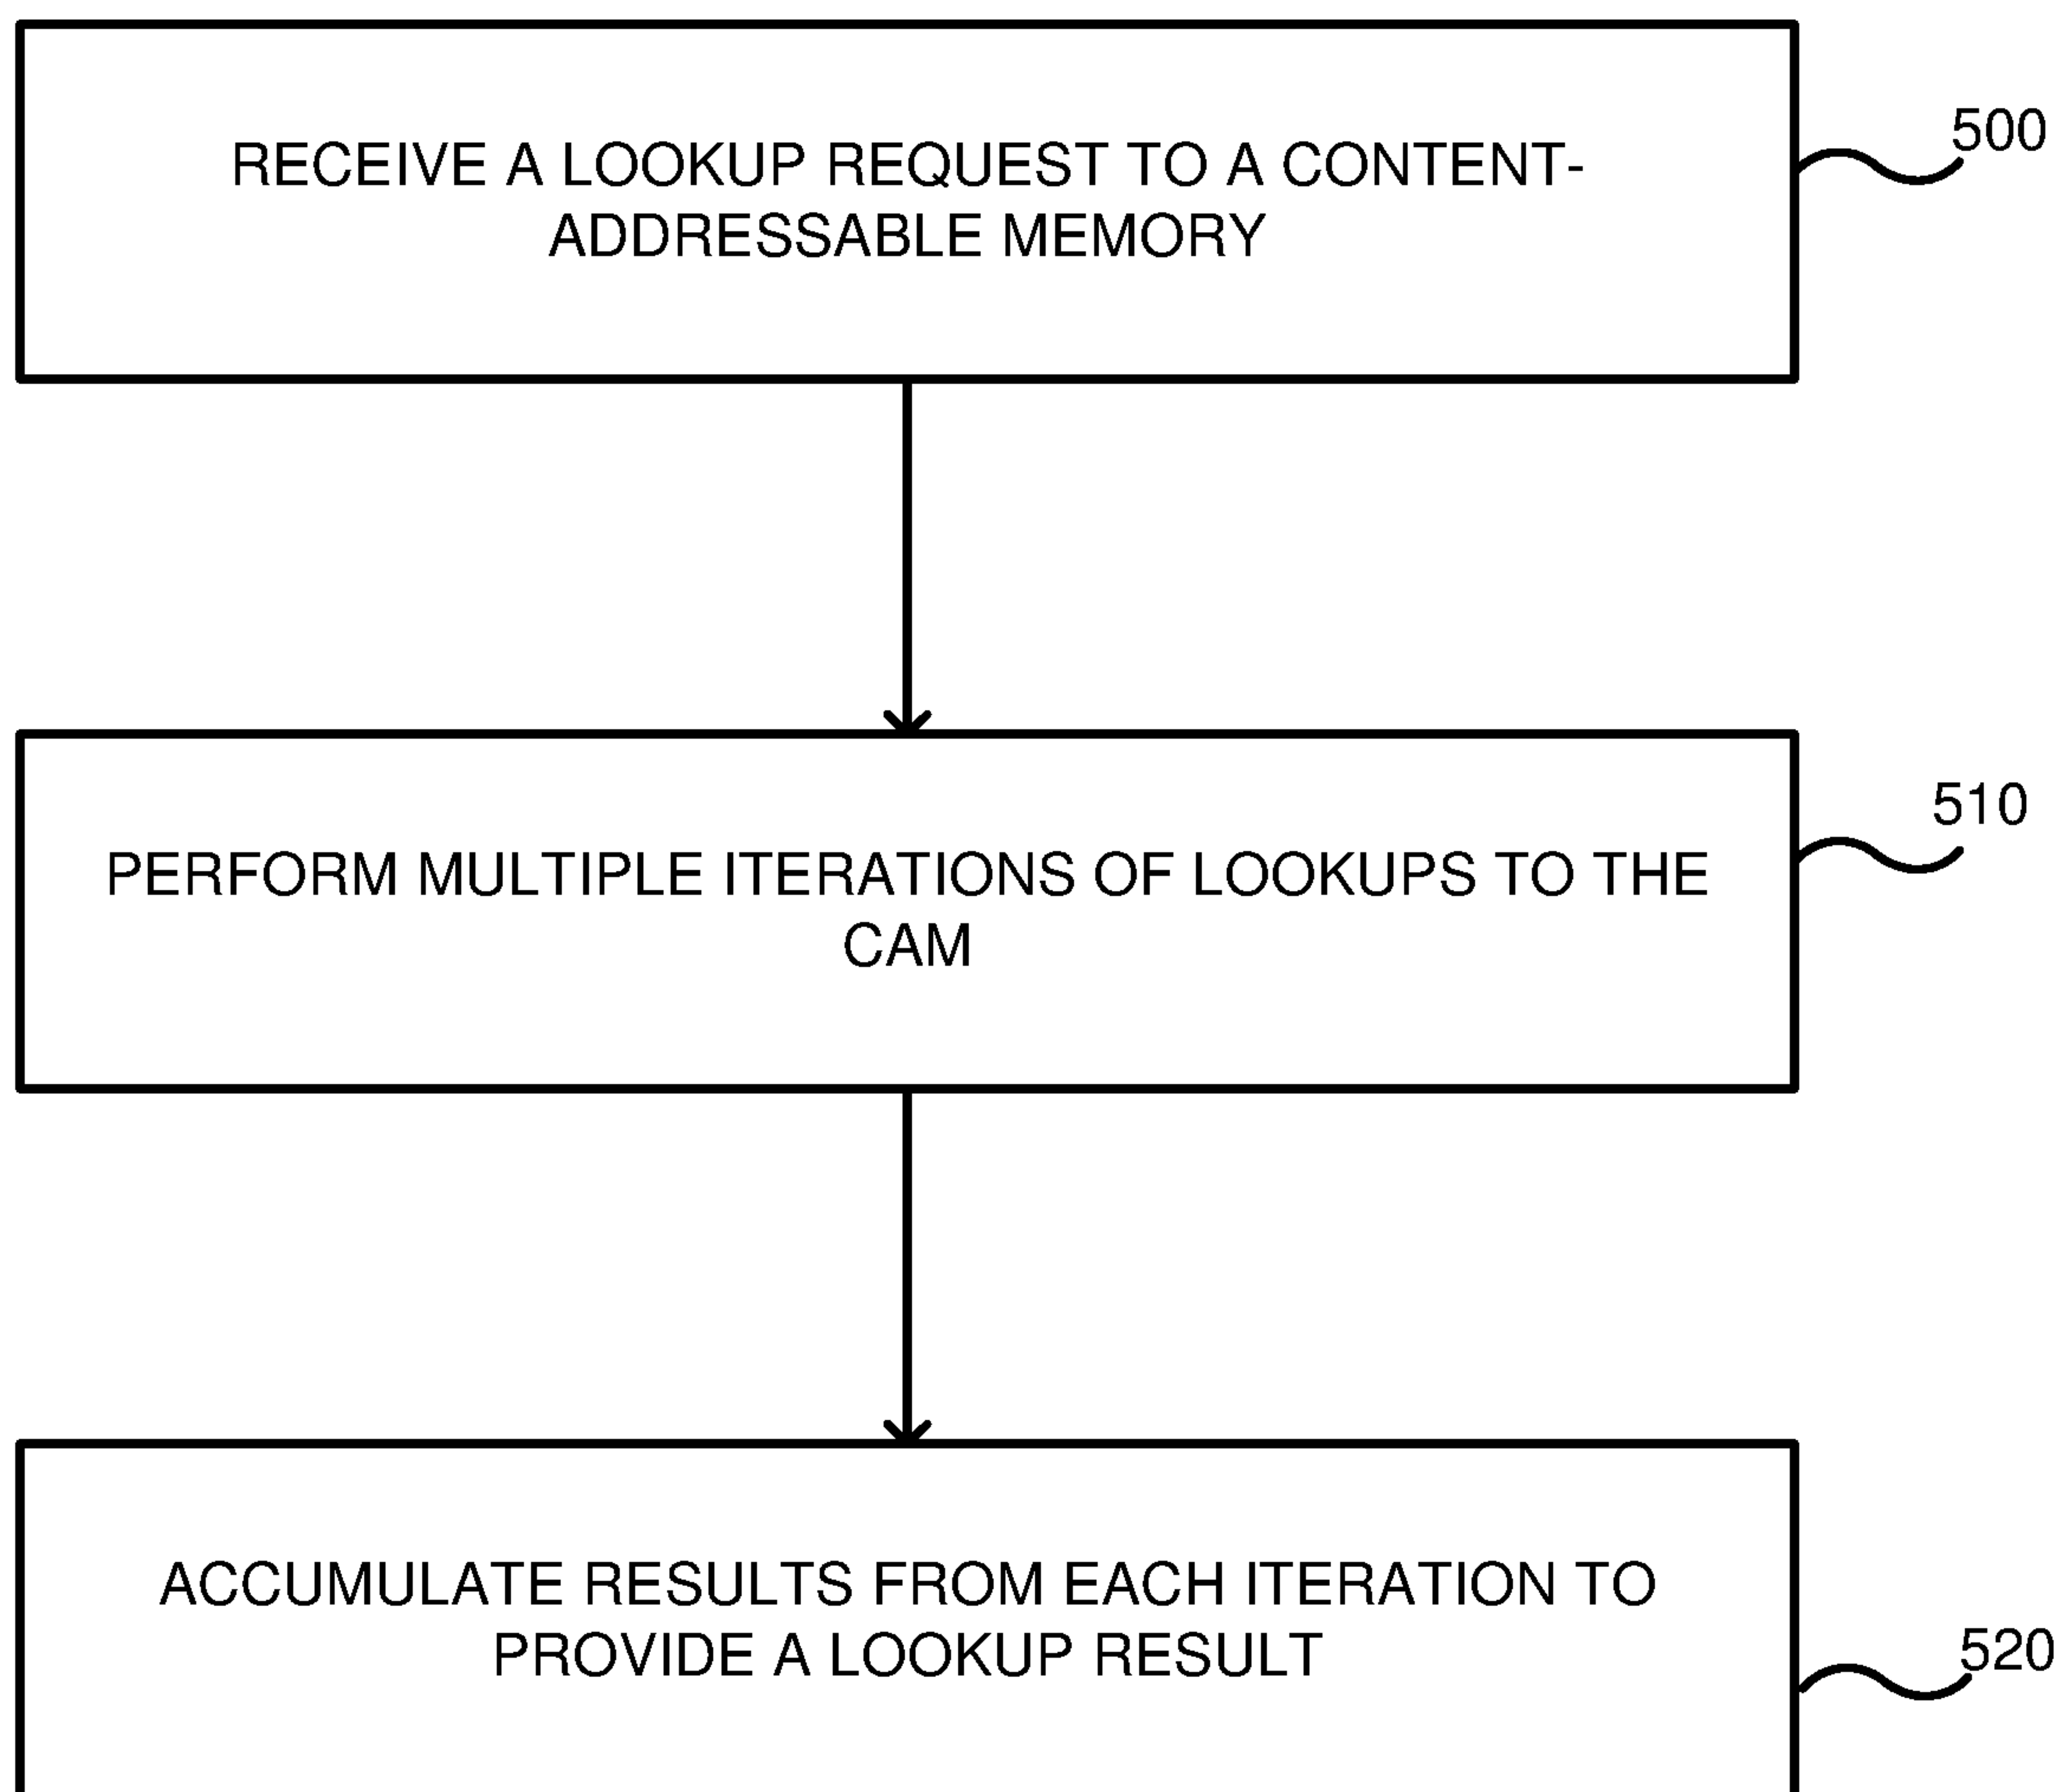 RECEIVE A LOOKUP REQUEST TO A CONTENT-
ADDRESSABLE MEMORY
500
PERFORM MULTIPLE ITERATIONS OF LOOKUPS TO THE
CAM
510
ACCUMULATE RESULTS FROM EACH ITERATION TO
PROVIDE A LOOKUP RESULT
520